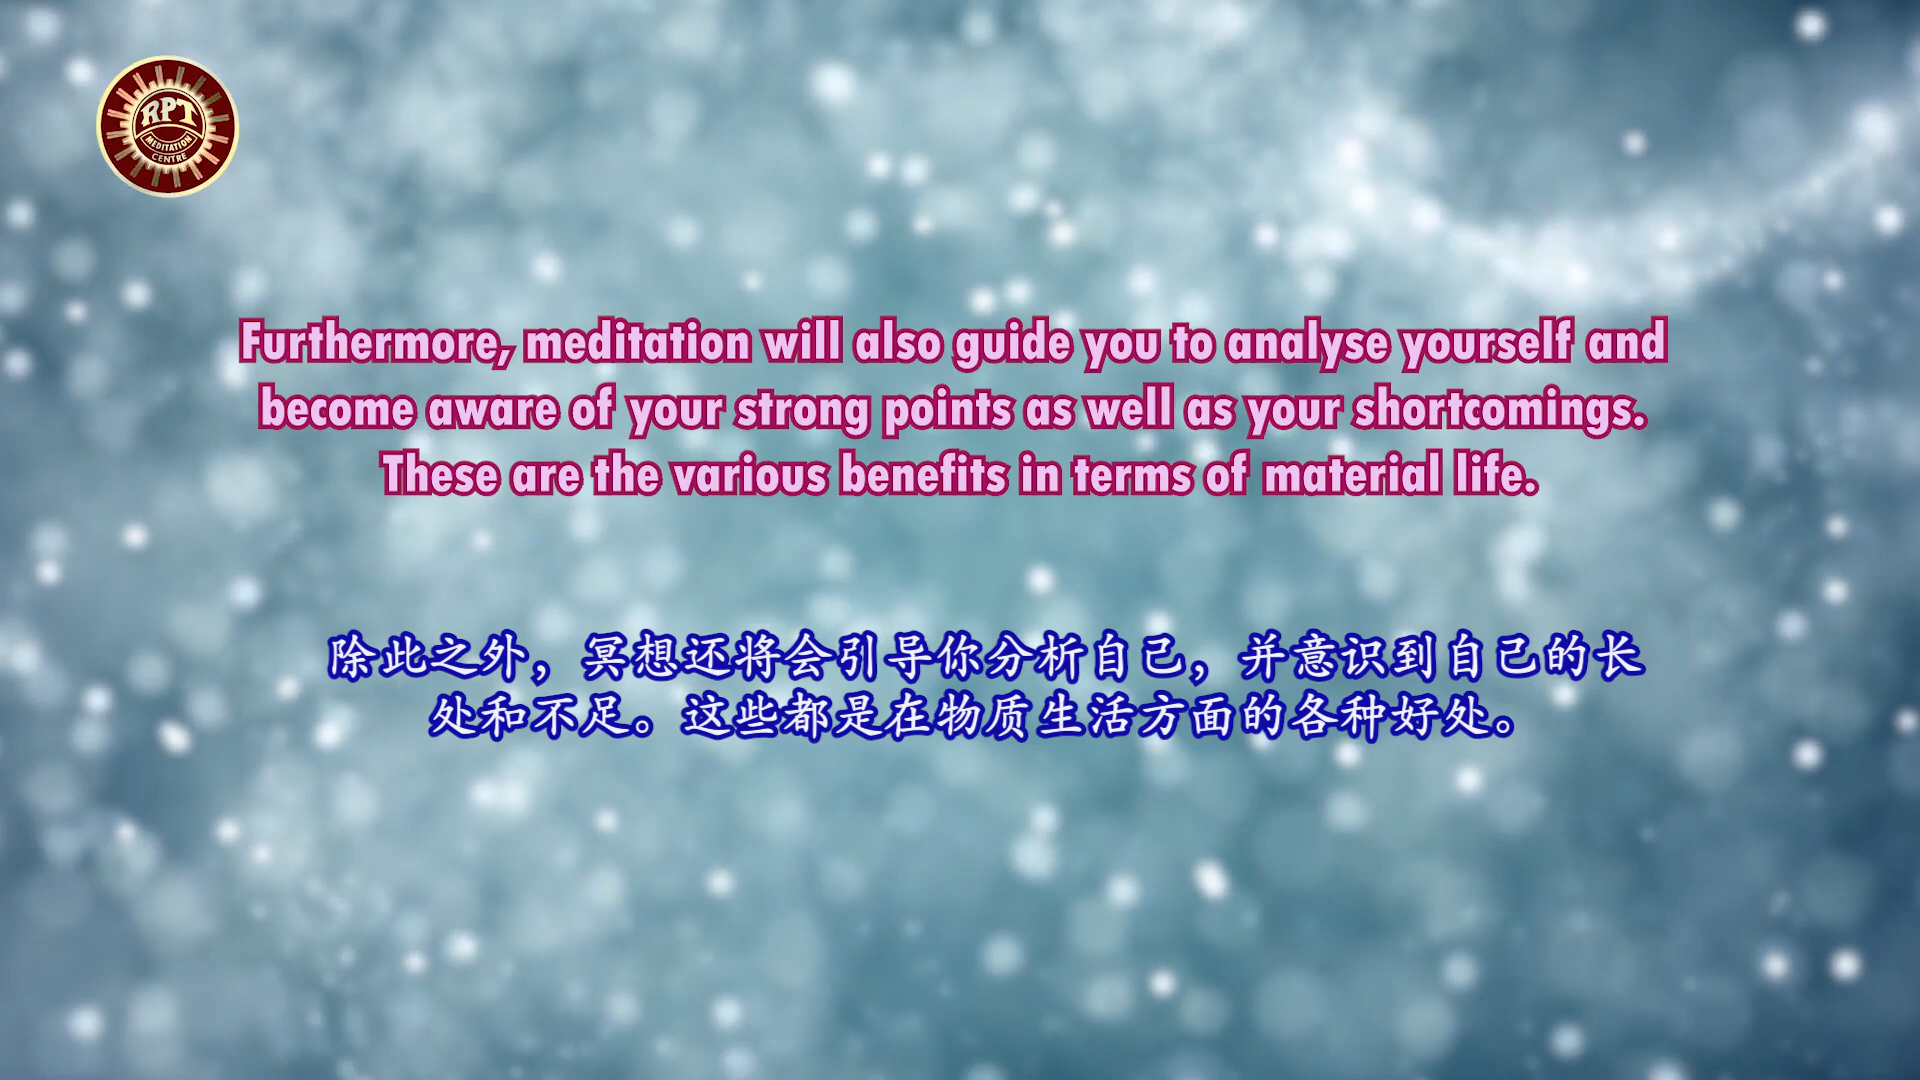 RPT
MEDITATION
CENTRE
Furthermore, meditation will also guide you to analyse yourself and
become aware of your strong points as well as your shortcomings.
These are the various benefits in terms of material life.
除此之外，冥想还将会引导你分析自己，并意识到自己的长
处和不足。这些都是在物质生活方面的各种好处。